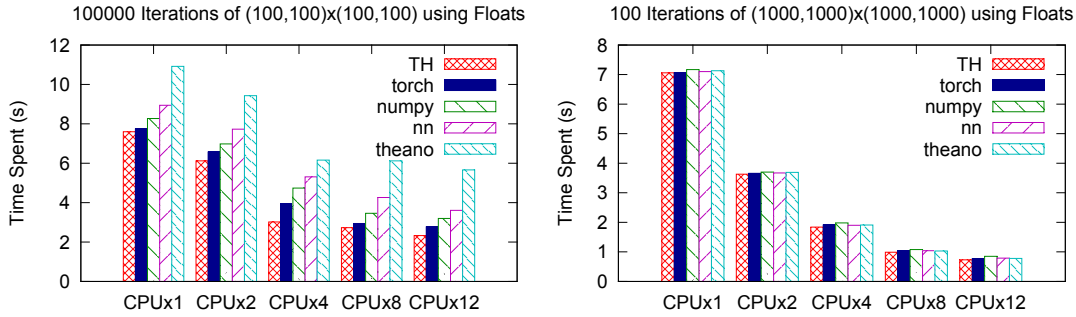 100000 Iterations of (100,100)x(100,100) using Floats
Time Spent (s)
12
10
8
6
4
2
0
TH
torch
numpy
nn
theano
CPUx1 CPUx2 CPUx4 CPUx8 CPUx12
100 Iterations of (1000,1000)x(1000,1000) using Floats
Time Spent (s)
8
7
6
5
4
3
2
1
0
TH
torch
numpy
nn
theano
CPUx1 CPUx2 CPUx4 CPUx8 CPUx12